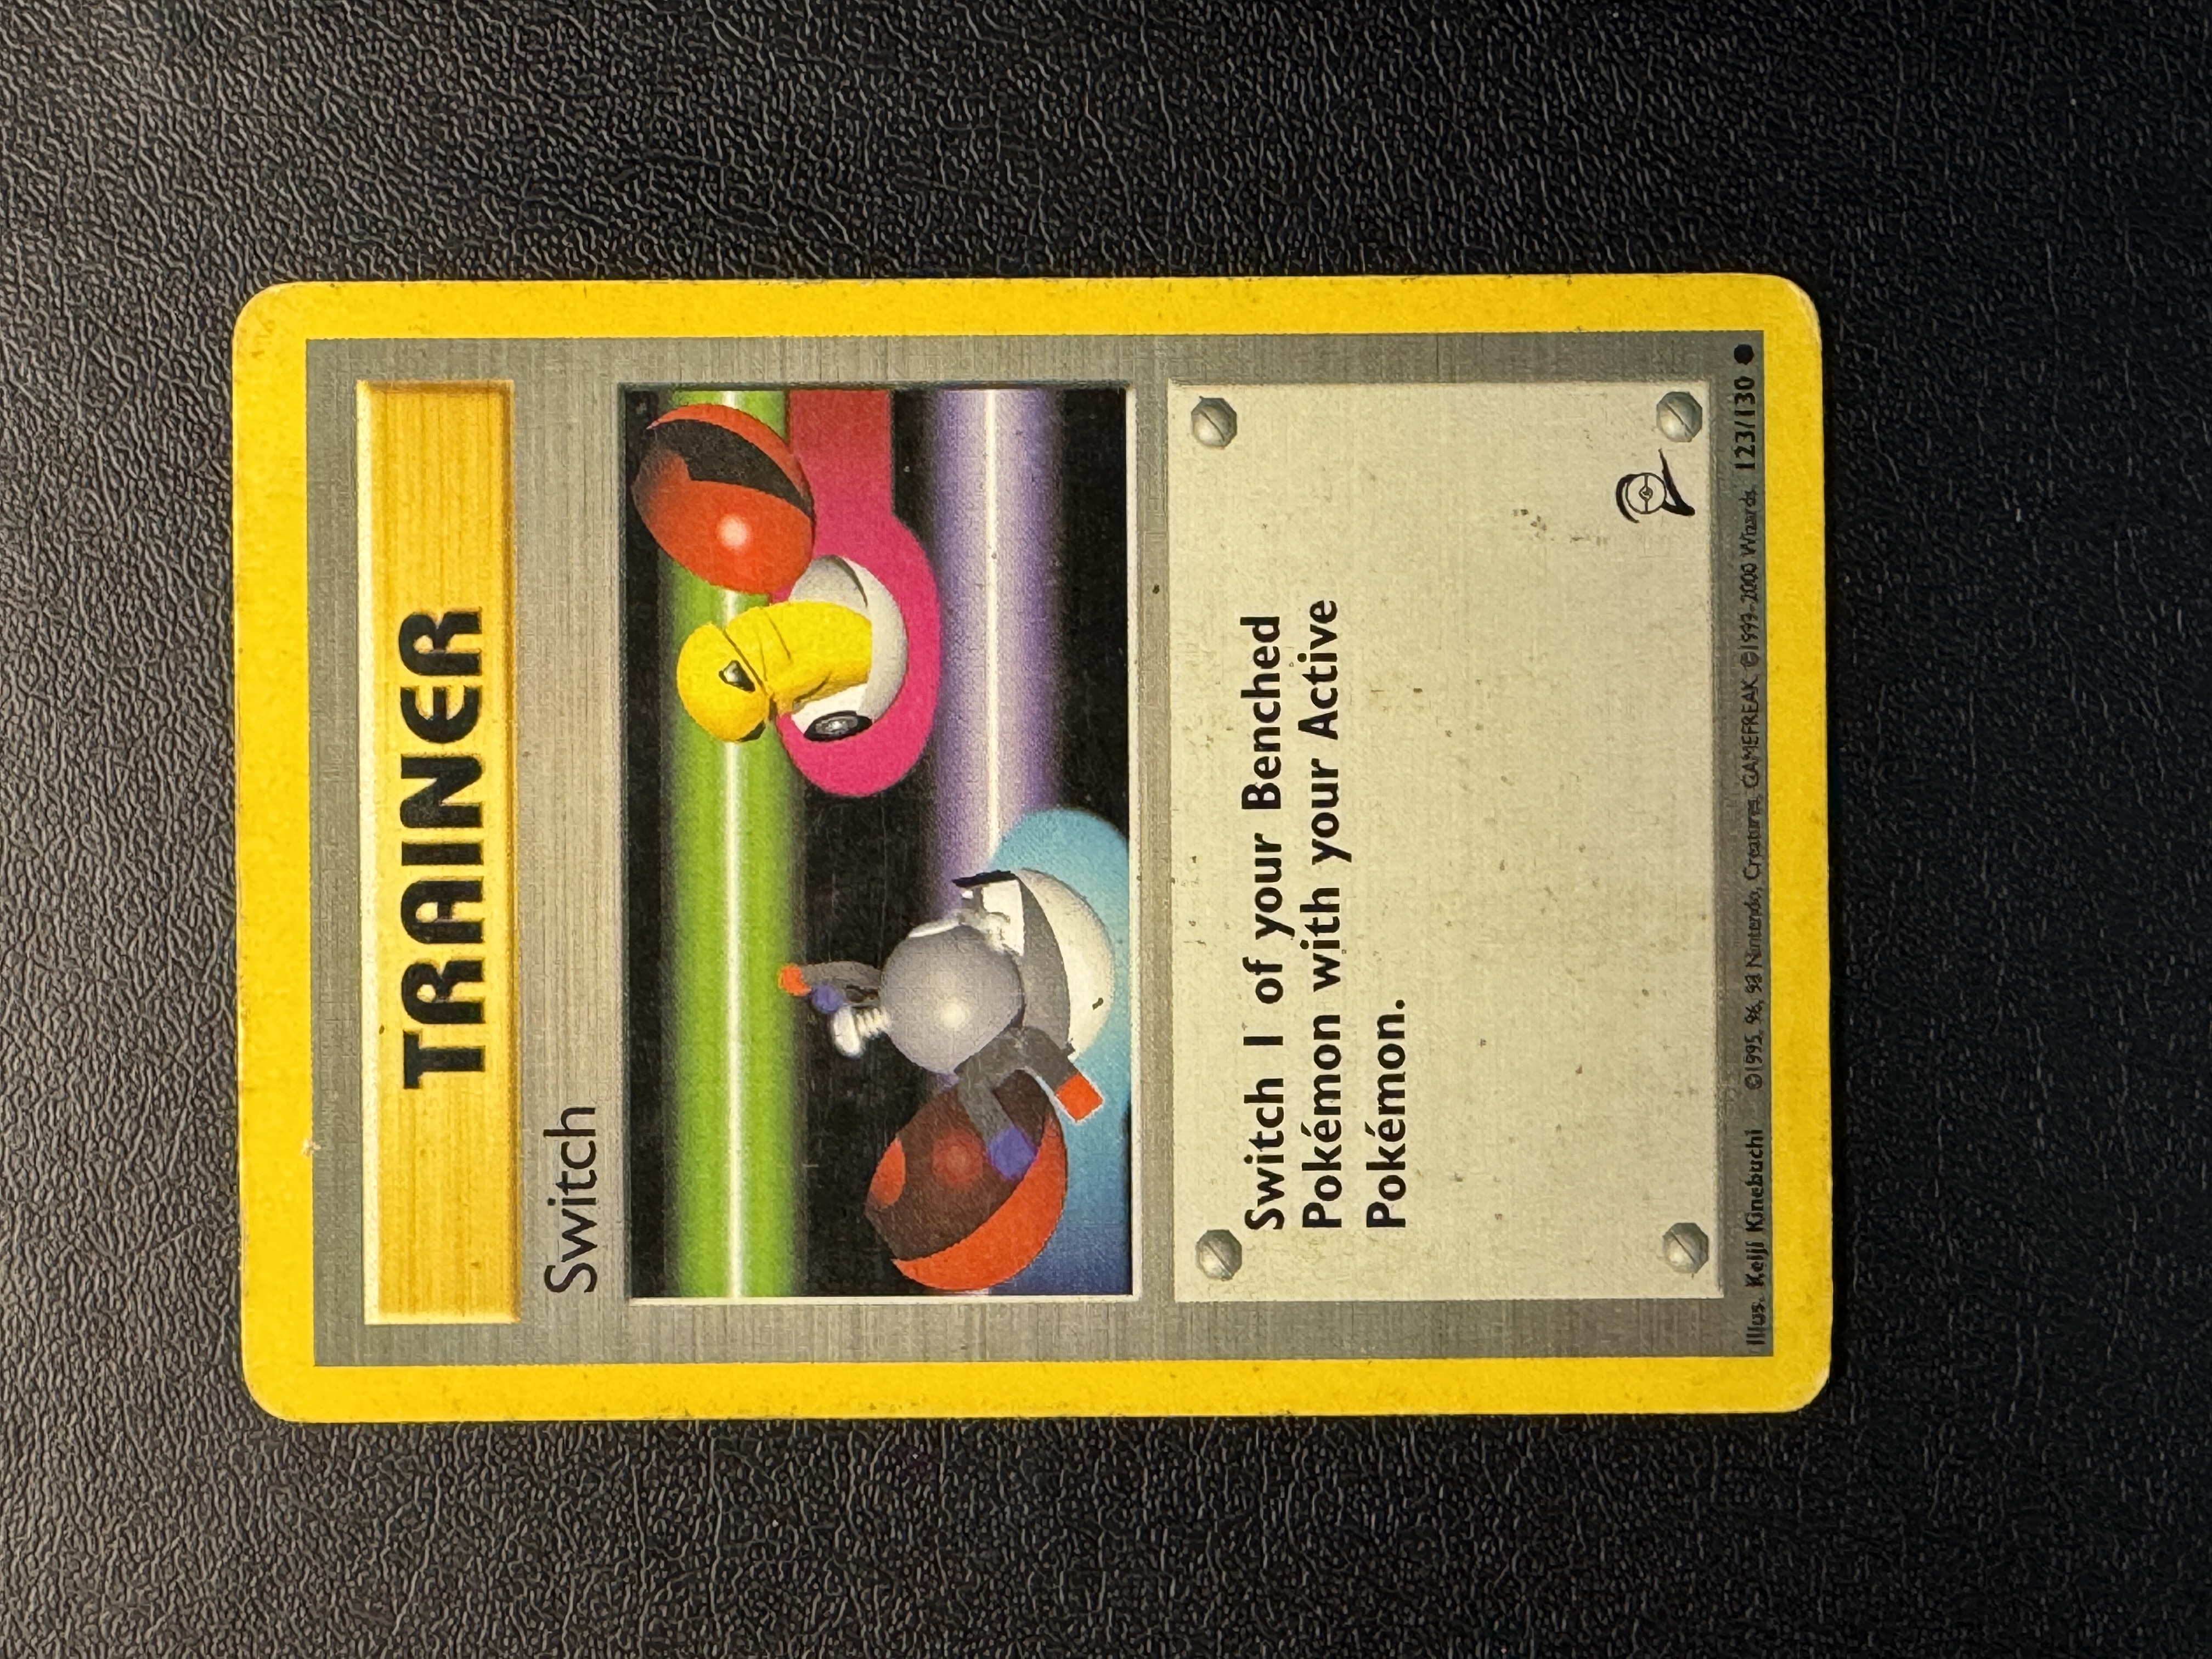 TRAINER
Switch
Switch 1 of your Benched
Pokémon with your Active
Pokémon.
Illus. Keiji Kinebuchi ©1995, 96, 98 Nintendo, Creatures, GAMEFREAK. ©1999-2000 Wizards. 123/130 ●